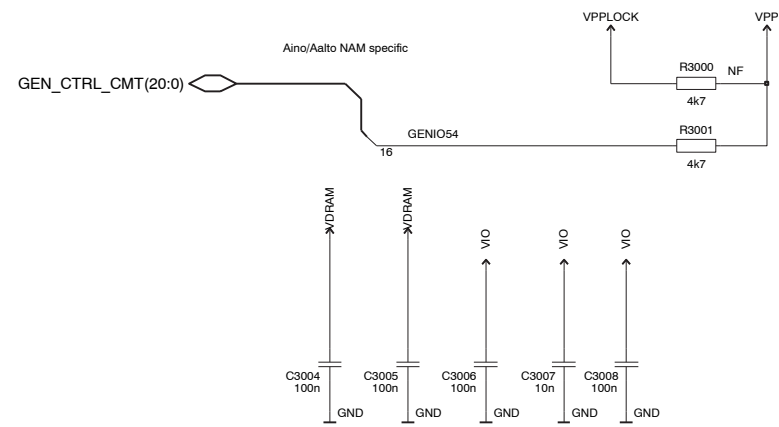 VPPLOCK
VPP
Aino/Aalto NAM specific
R3000
NF
GEN_CTRL_CMT(20:0)
4k7
R3001
GENIO54
16
4k7
VDRAM
VDRAM
VIO
VIO
VIO
C3004
100n
C3005
100n
C3006
100n
C3007
10n
C3008
100n
GND
GND
GND
GND
GND